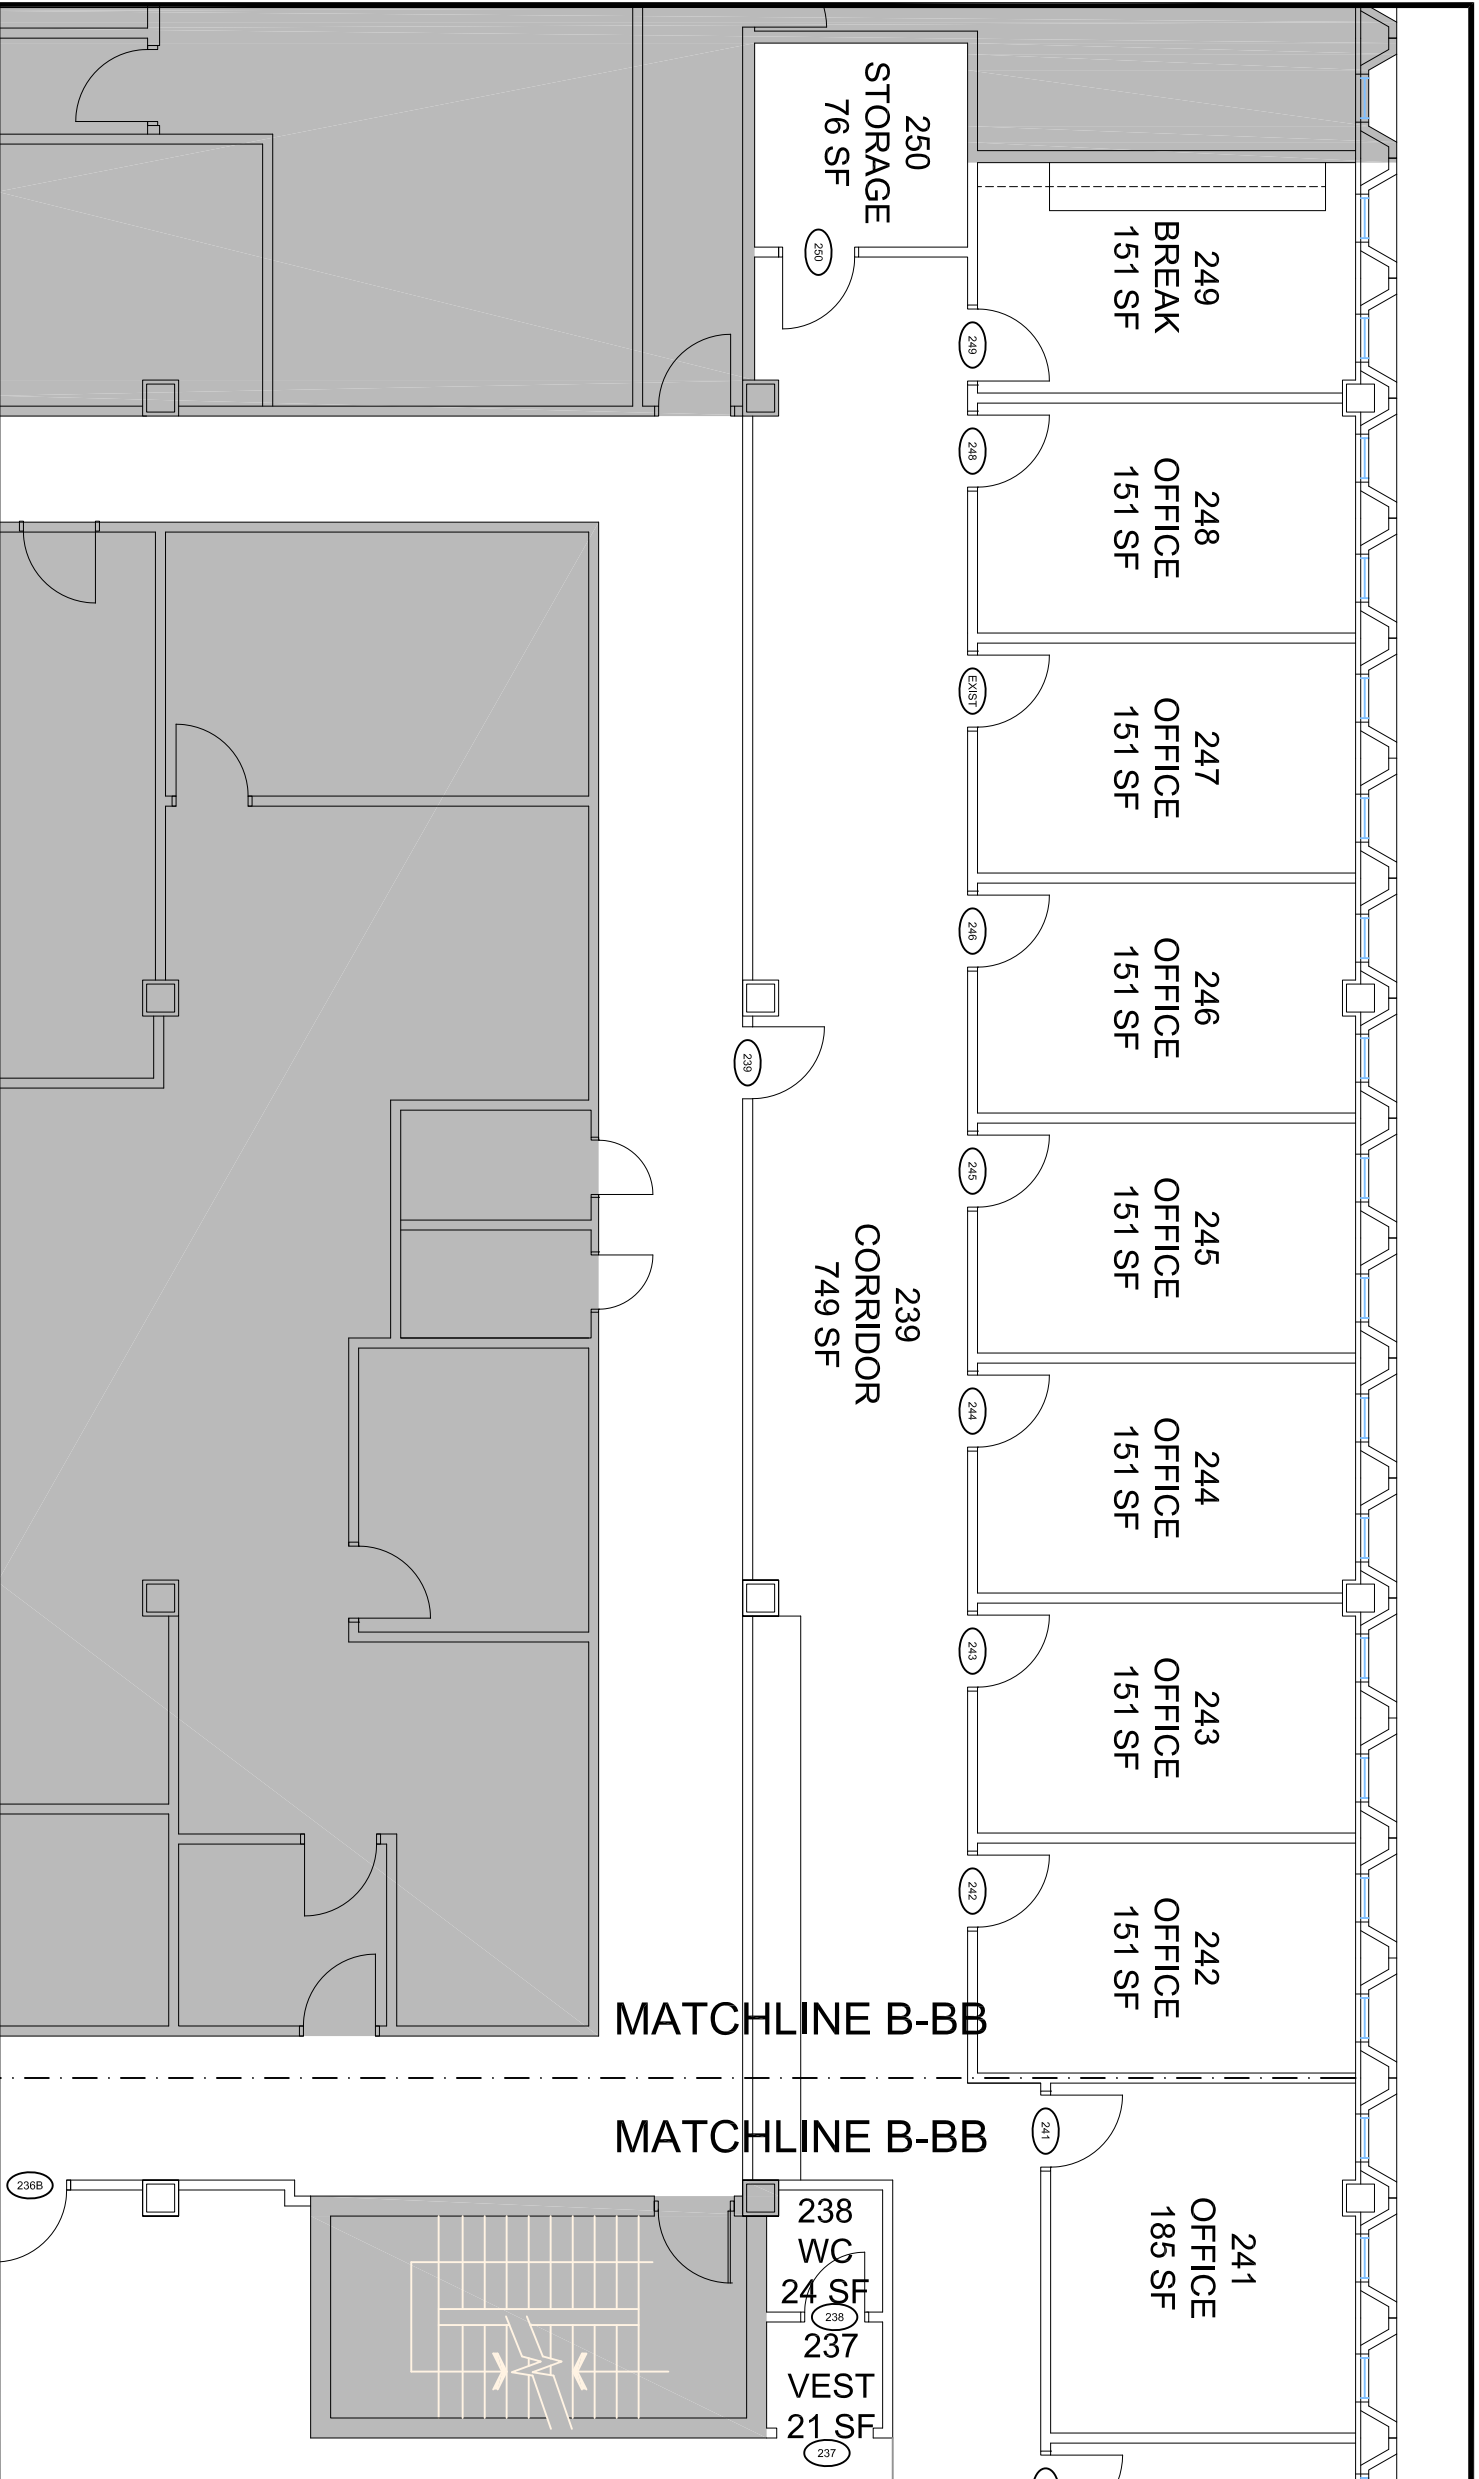 250
STORAGE
76 SF
250
249
BREAK
151 SF
249
248
OFFICE
151 SF
248
247
OFFICE
151 SF
EXIST
246
OFFICE
151 SF
246
239
245
OFFICE
151 SF
245
239
CORRIDOR
749 SF
244
OFFICE
151 SF
244
243
OFFICE
151 SF
243
242
OFFICE
151 SF
242
MATCHLINE B-BB
MATCHLINE B-BB
241
236B
241
OFFICE
185 SF
238
WC
24 SF
238
237
VEST
21 SF
237